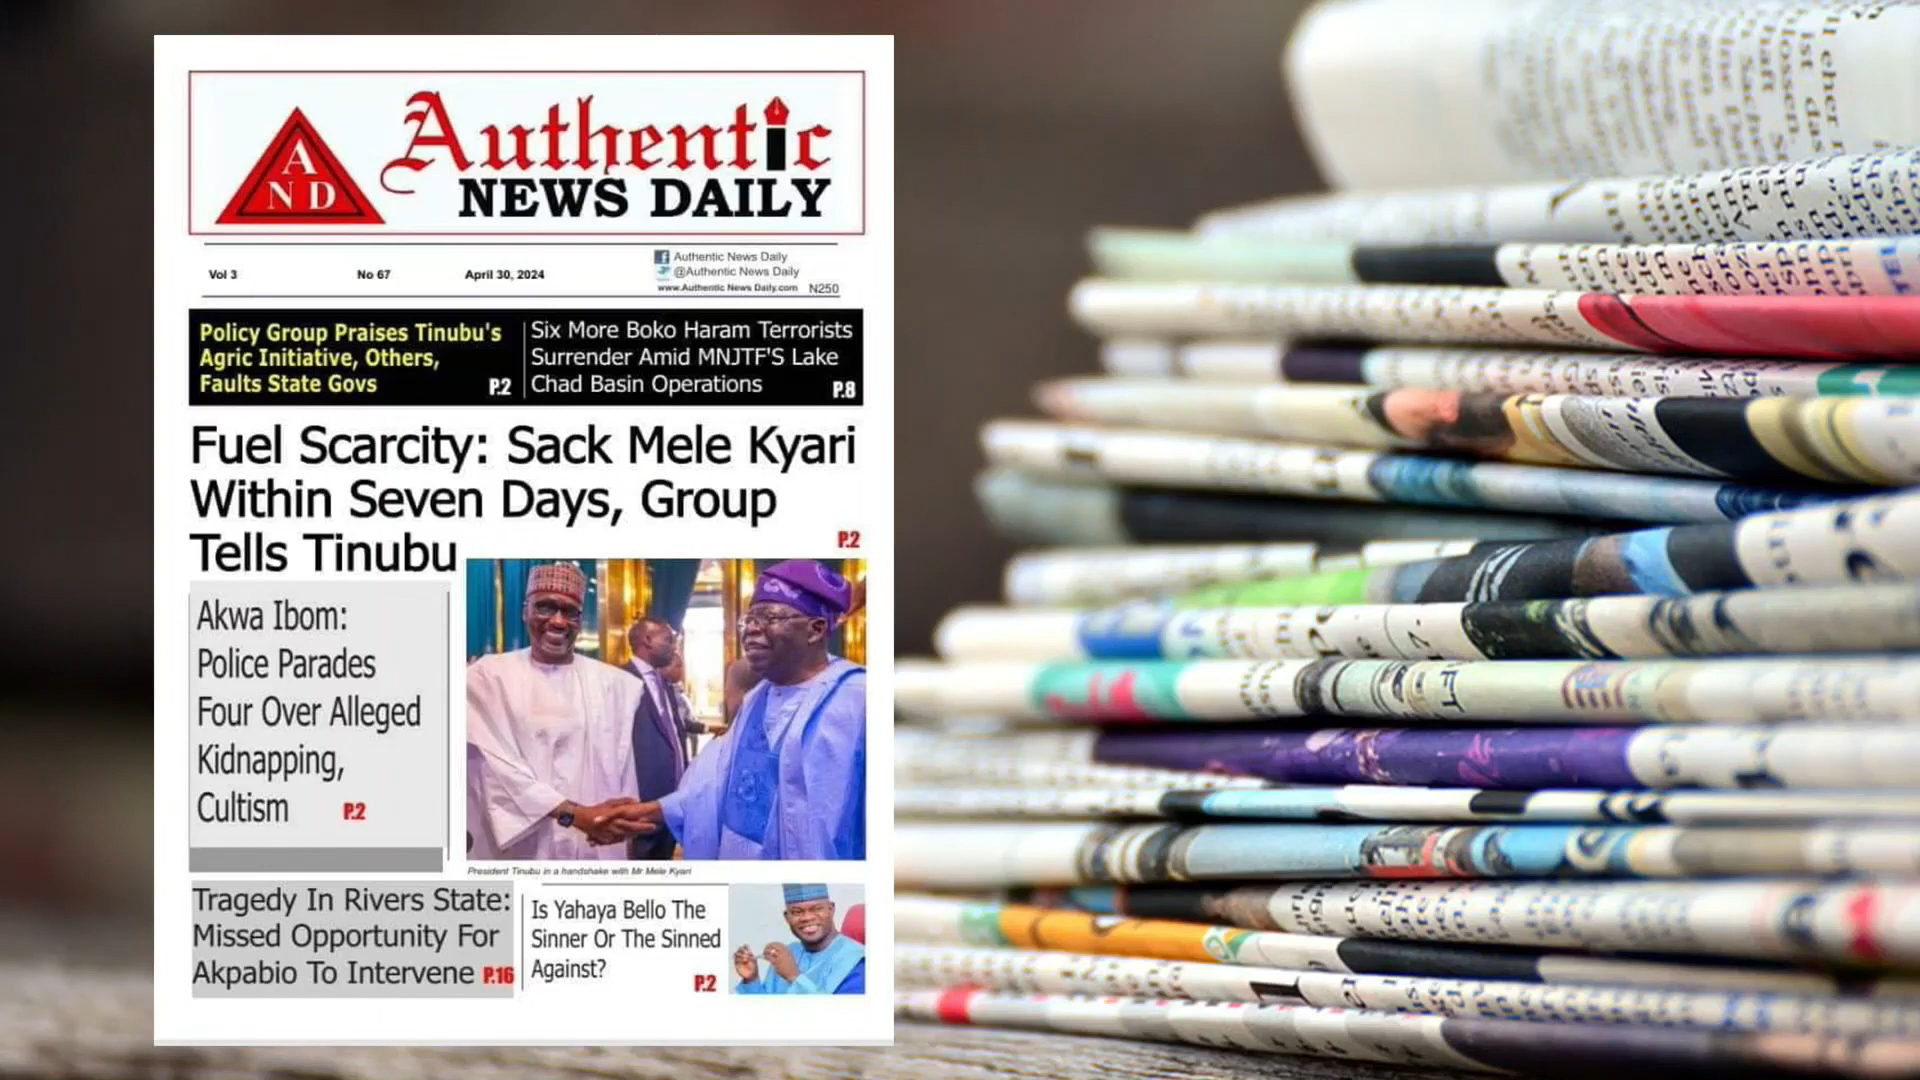 A
ND
Authentic
NEWS DAILY
Vol 3 No 67 April 30, 2024
Authentic News Daily
@Authentic News Daily
www.Authentic News Daily.com N250
Policy Group Praises Tinubu's
Agric Initiative, Others,
Faults State Govs P.2
Six More Boko Haram Terrorists
Surrender Amid MNJTF'S Lake
Chad Basin Operations P.8
Fuel Scarcity: Sack Mele Kyari
Within Seven Days, Group
Tells Tinubu P.2
Akwa Ibom:
Police Parades
Four Over Alleged
Kidnapping,
Cultism P.2
President Tinubu in a handshake with Mr Mele Kyari
Tragedy In Rivers State:
Missed Opportunity For
Akpabio To Intervene P.16
Is Yahaya Bello The
Sinner Or The Sinned
Against? P.2